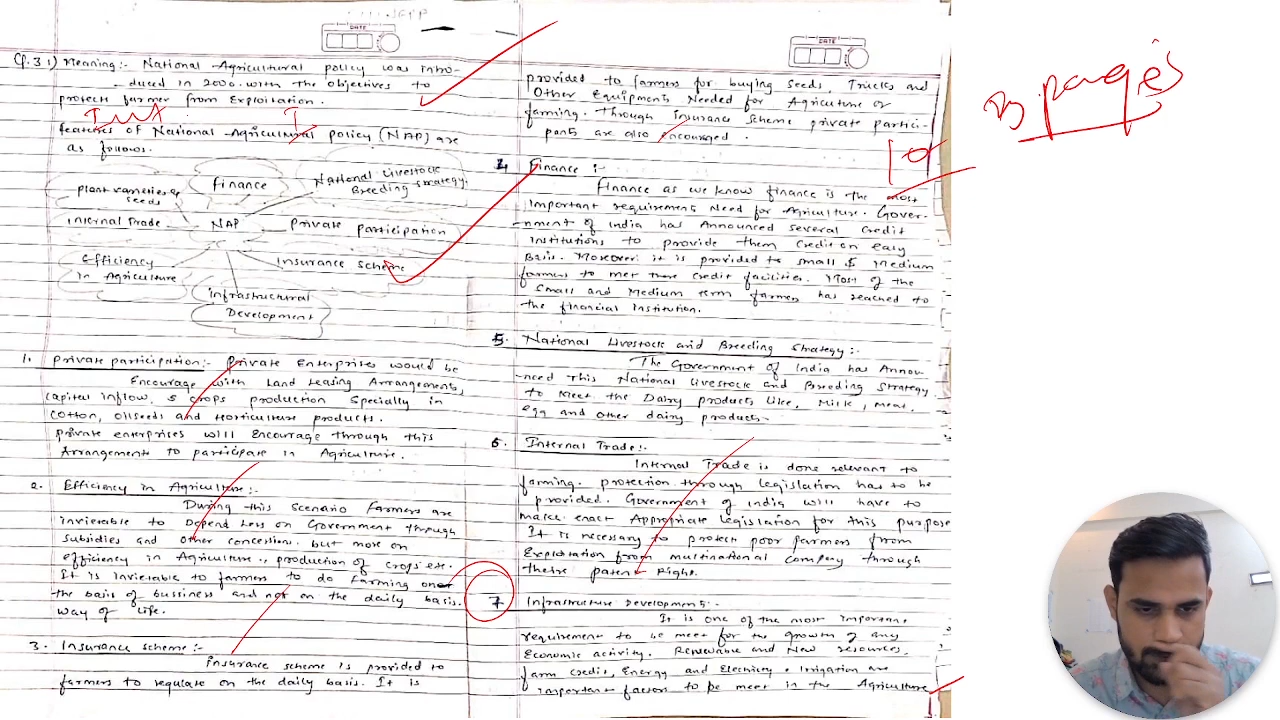 DATE
Q.3 1) Meaning:- National Agricultural policy was intro-
duced in 2000. with the objectives to
protects farmer from Exploitation.
features of National Agricultural policy (NAP) are
as follows.
plant varieties of seeds
Finance
National Livestock Breeding strategy.
Internal Trade
NAP
private participation
Efficiency in Agriculture
Insurance scheme
Infrastructural Development
1. private participation:- private Enterprises would be
Encourage with Land Leasing Arrangements,
capital inflow, & crops production specially in
cotton, oilseeds and Horticulture products.
private enterprises will Encourage through this
Arrangements to participate in Agriculture.
2. Efficiency in Agriculture:-
During this scenario farmers are
invietable to Depend Less on Government through
subsidies and other concessions. but more on
efficiency in Agriculture, production of crops etc.
It is invietable to farmers to do farming on
the basis of bussiness and not on the daily basis.
way of life.
3. Insurance scheme:-
Insurance scheme is provided to
farmers to regulate on the daily basis. It is
DATE
provided to farmers for buying seeds, Trucks and
Other Equipments Needed for Agriculture or
farming. Through Insurance Scheme private partici-
pants are also encouraged.
4 Finance:-
Finance as we know finance is the most
Important requirements Need for Agriculture. Gover-
nment of India has Announced several credit
institutions to provide them credit on easy
Basis. Moreover it is provided to small & medium
farmers to met there credit facilities. Most of the
Small and Medium term farmers has reached to
the financial institution.
5. National Livestock and Breeding Strategy:-
The Government of India has Annou-
nced This National Livestock and Breeding Strategy
to Meet the Dairy products like, Milk, meat,
egg and other dairy products.
6. Internal Trade:-
Internal Trade is done relevant to
farming. protection through legislation has to be
provided. Government of India will have to
make enact Appropriate legislation for this purpose
It is necessary to protect poor farmers from
Exploitation from multinational Company through
there patent Right.
7 Infrastructure Developments:-
It is one of the most important
requirement to be meet for the growth of any
Economic activity. Renewable and New resources,
farm credit, Energy and Electricity & Irrigation are
important factors to be meet in the Agriculture
3 pages